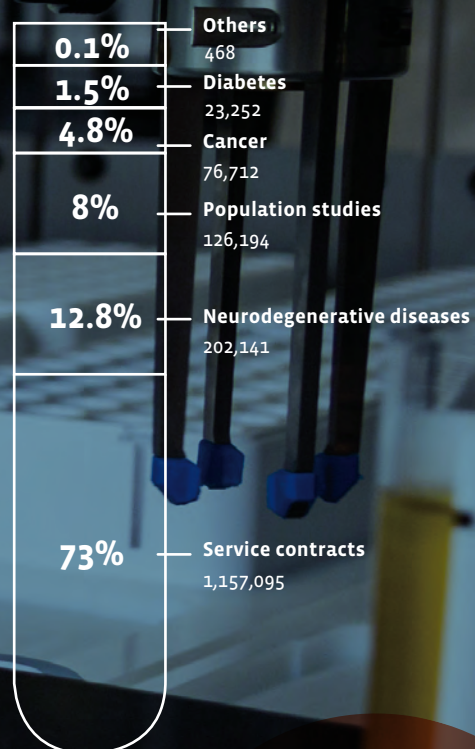 0.1%
Others
468
1.5%
Diabetes
23,252
4.8%
Cancer
76,712
8%
Population studies
126,194
12.8%
Neurodegenerative diseases
202,141
73%
Service contracts
1,157,095